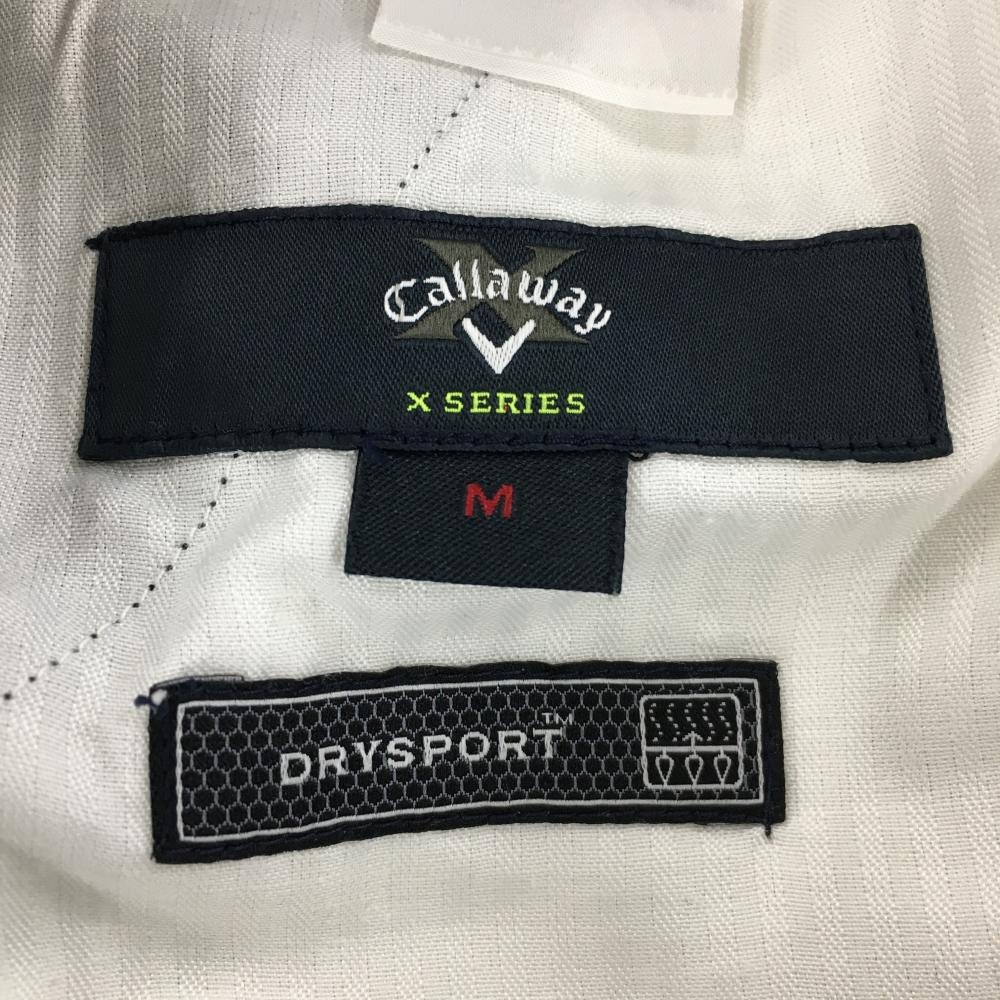 X
Callaway
X SERIES
M
DRYSPORT™